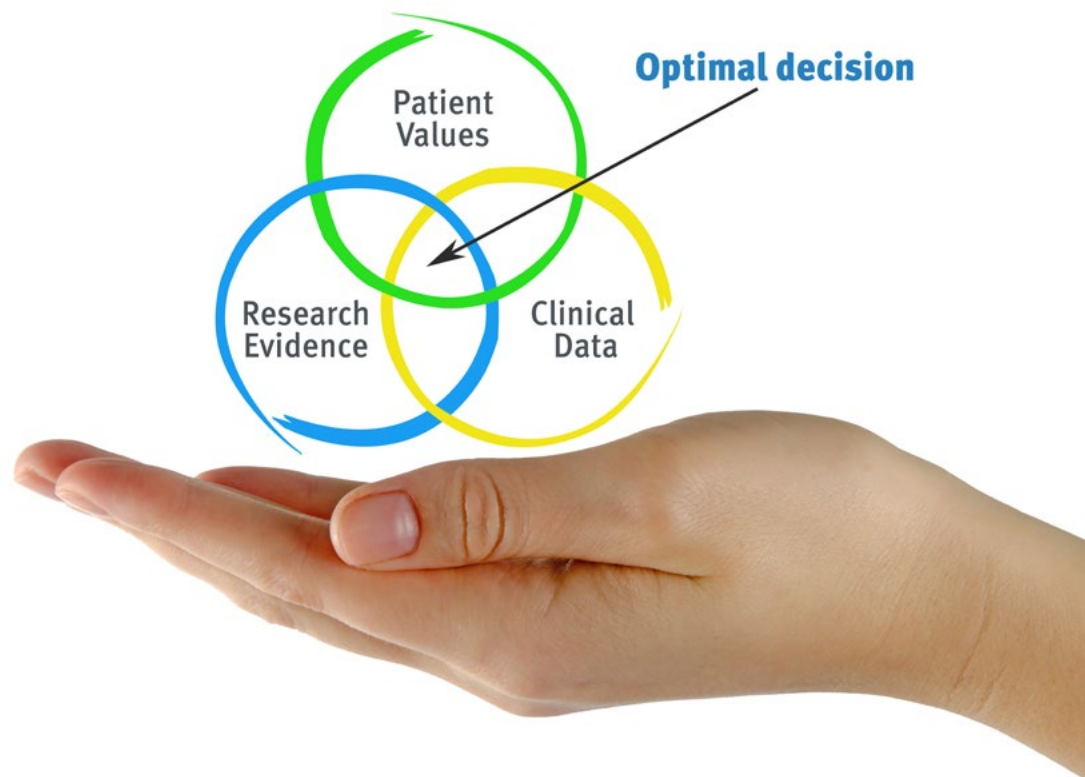 Optimal decision
Patient
Values
Research
Evidence
Clinical
Data